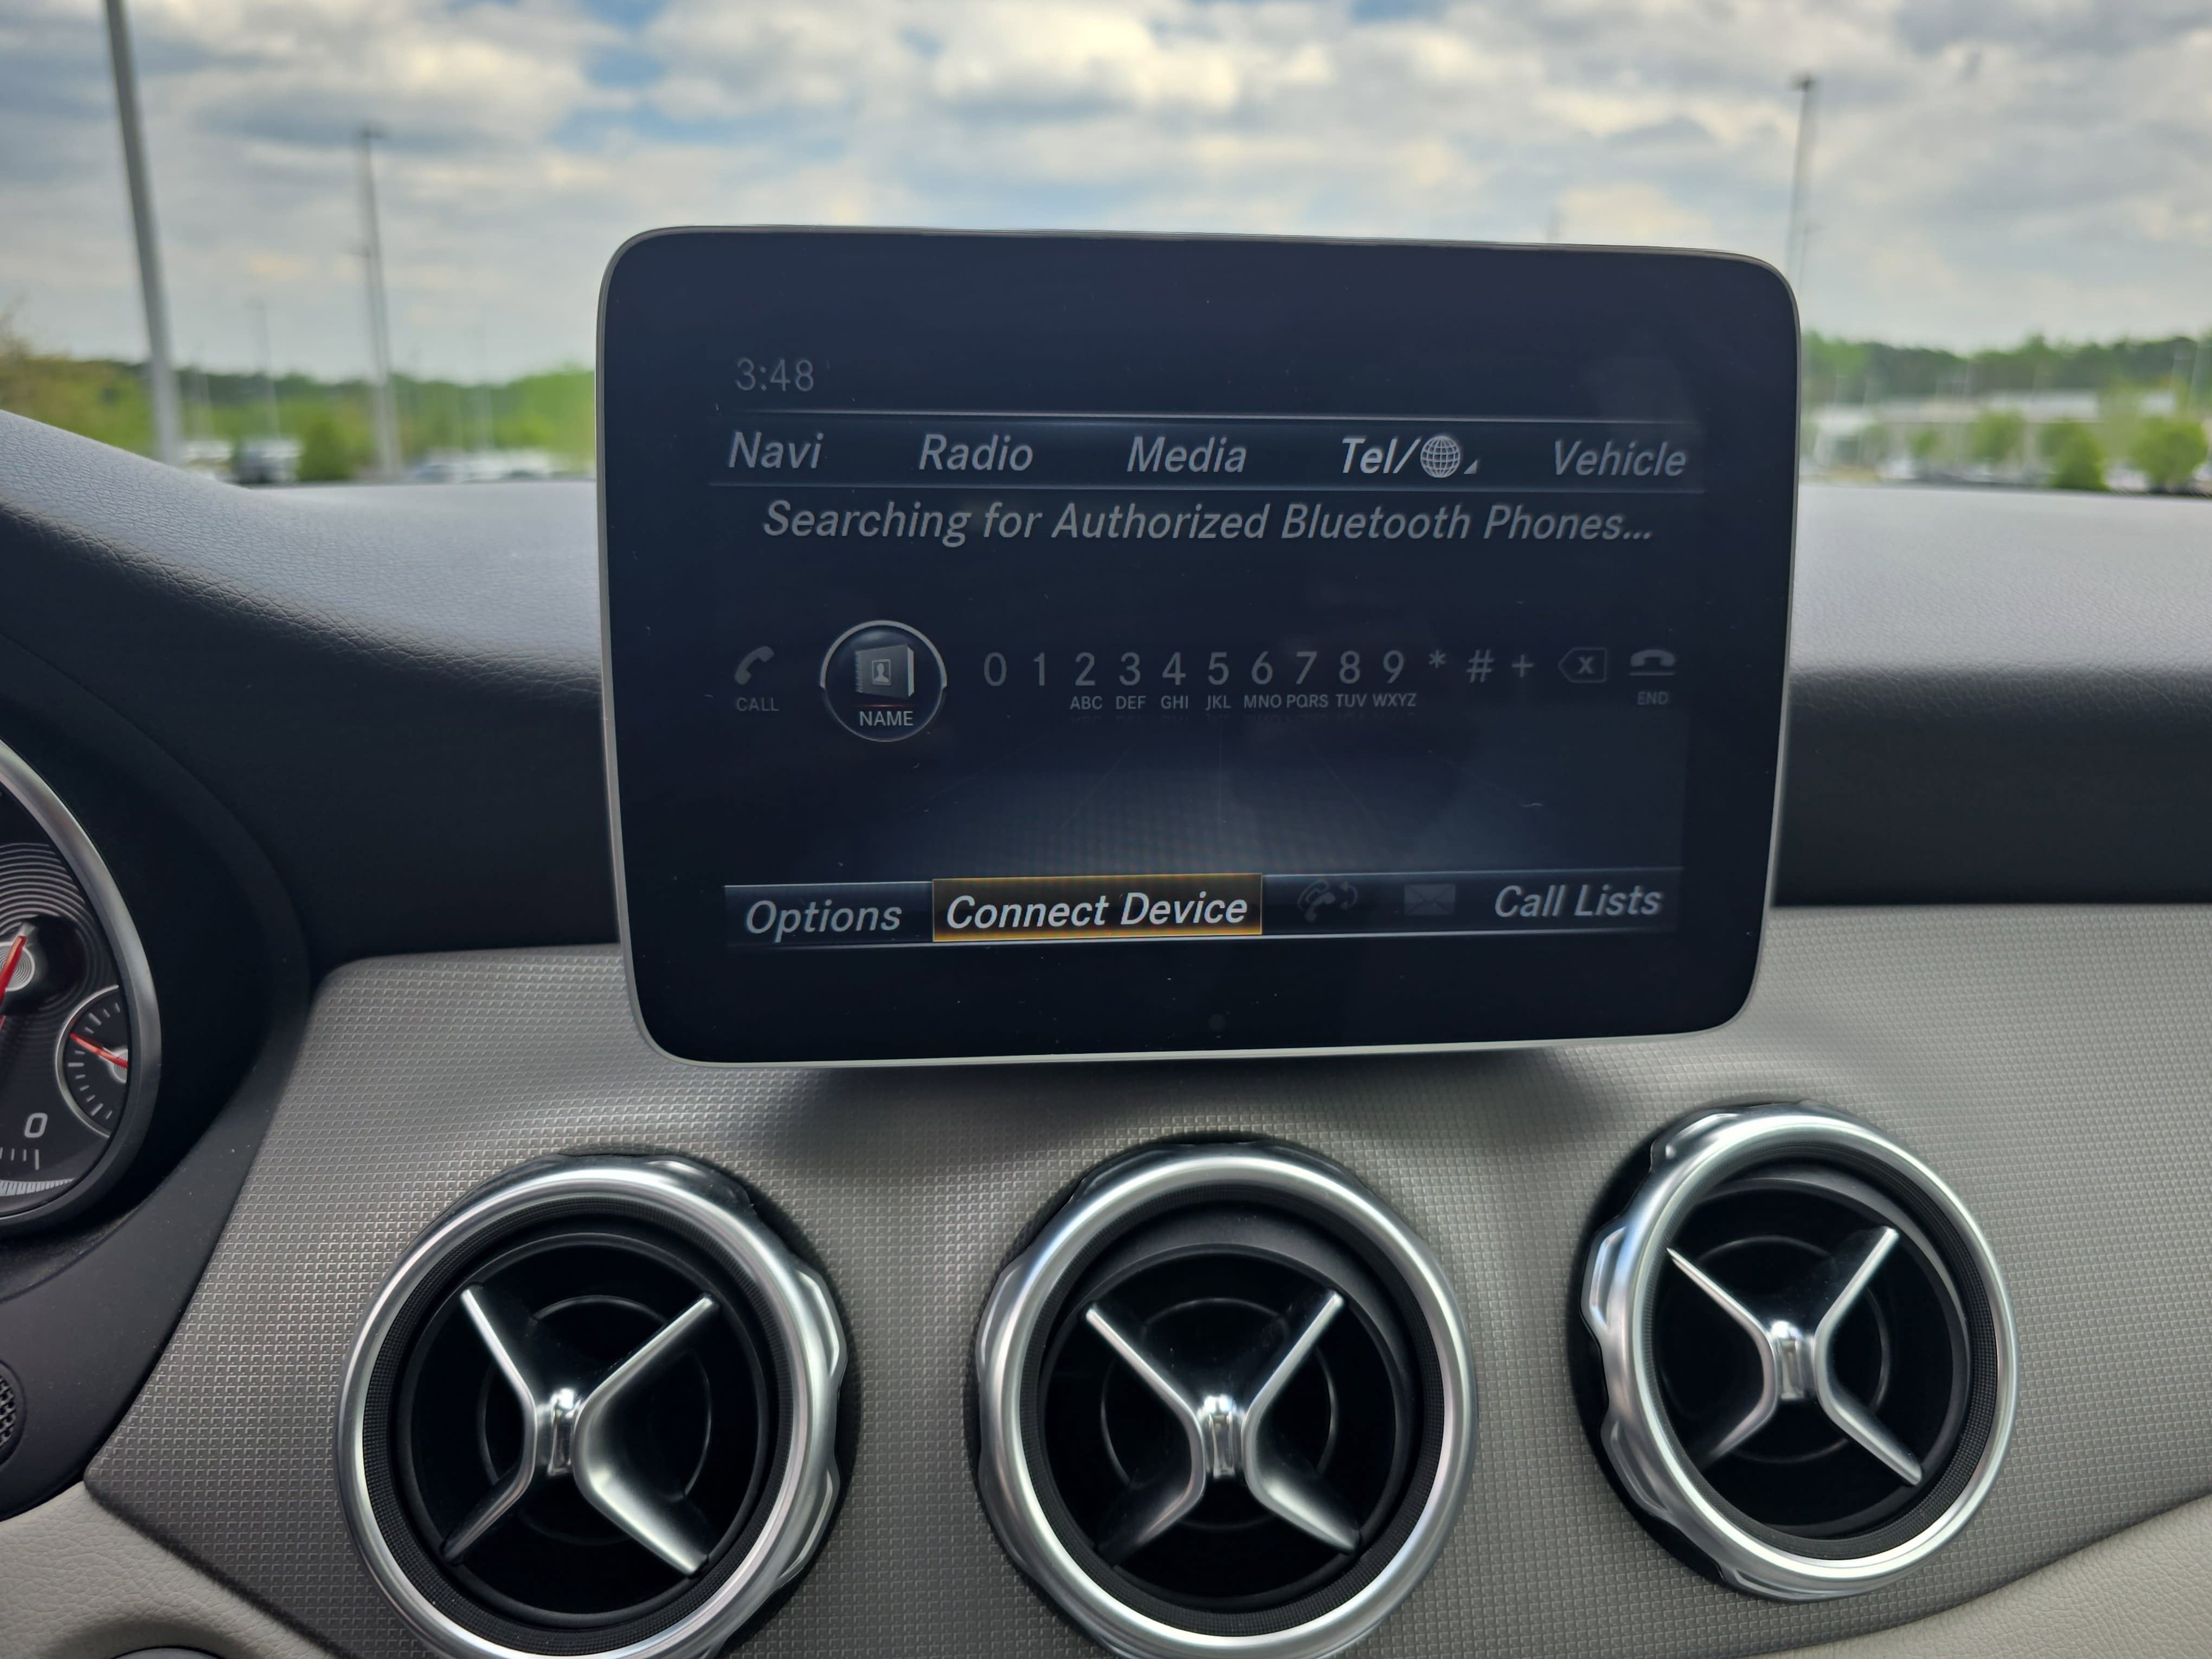 3:48
Navi Radio Media Tel/ Vehicle
Searching for Authorized Bluetooth Phones...
0 1 2 3 4 5 6 7 8 9 * # + X
CALL NAME ABC DEF GHI JKL MNO PQRS TUV WXYZ END
Options Connect Device Call Lists
0